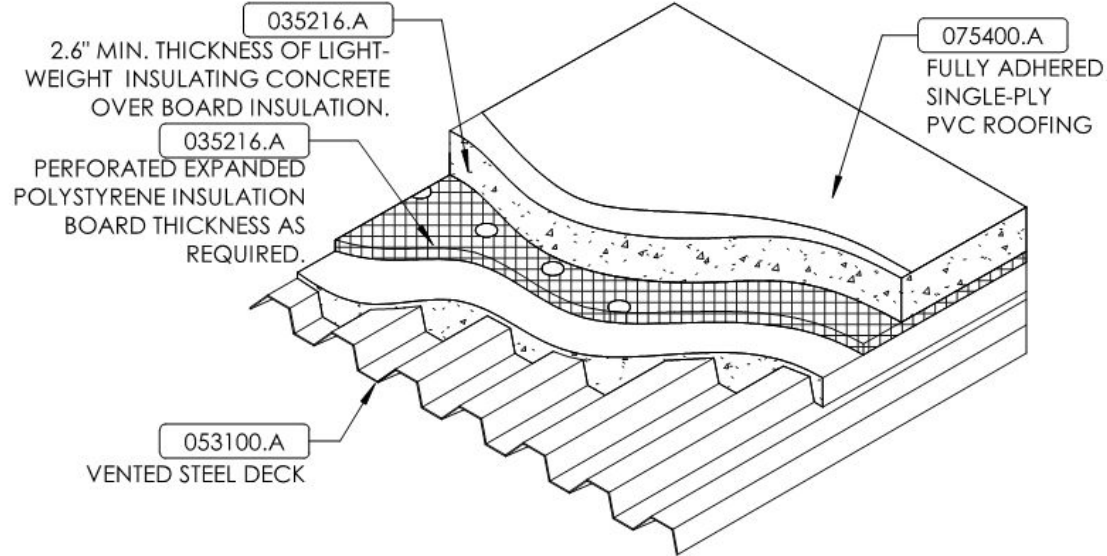 035216.A
2.6" MIN. THICKNESS OF LIGHT-
WEIGHT INSULATING CONCRETE
OVER BOARD INSULATION.
035216.A
PERFORATED EXPANDED
POLYSTYRENE INSULATION
BOARD THICKNESS AS
REQUIRED.
053100.A
VENTED STEEL DECK
075400.A
FULLY ADHERED
SINGLE-PLY
PVC ROOFING